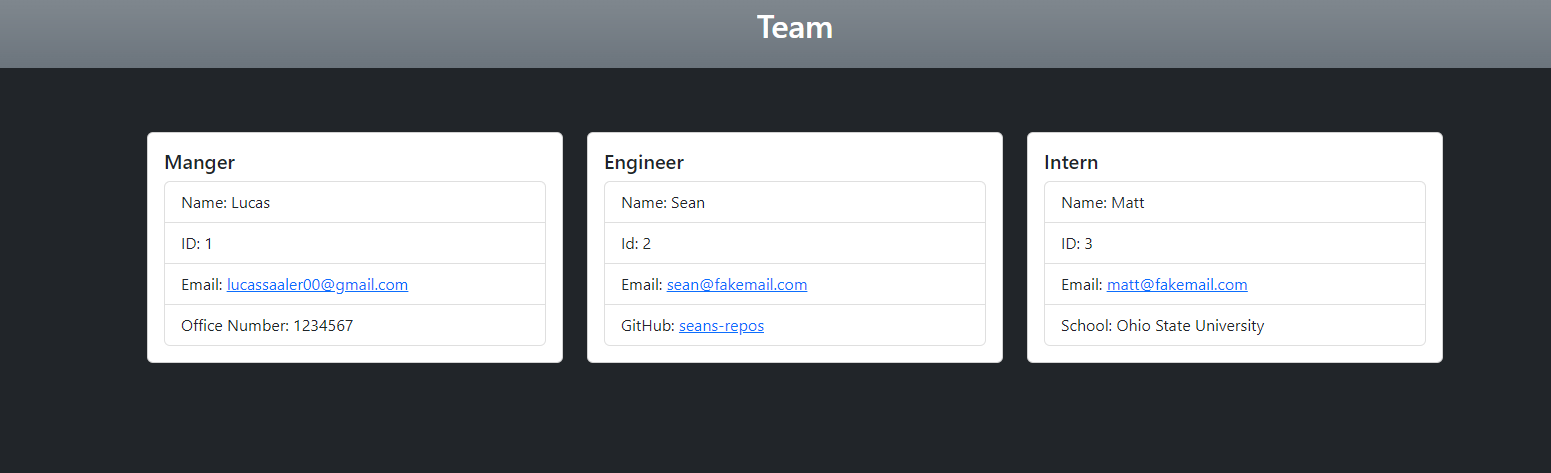 Team
Manger
Name: Lucas
ID: 1
Email: lucassaaler00@gmail.com
Office Number: 1234567
Engineer
Name: Sean
Id: 2
Email: sean@fakemail.com
GitHub: seans-repos
Intern
Name: Matt
ID: 3
Email: matt@fakemail.com
School: Ohio State University